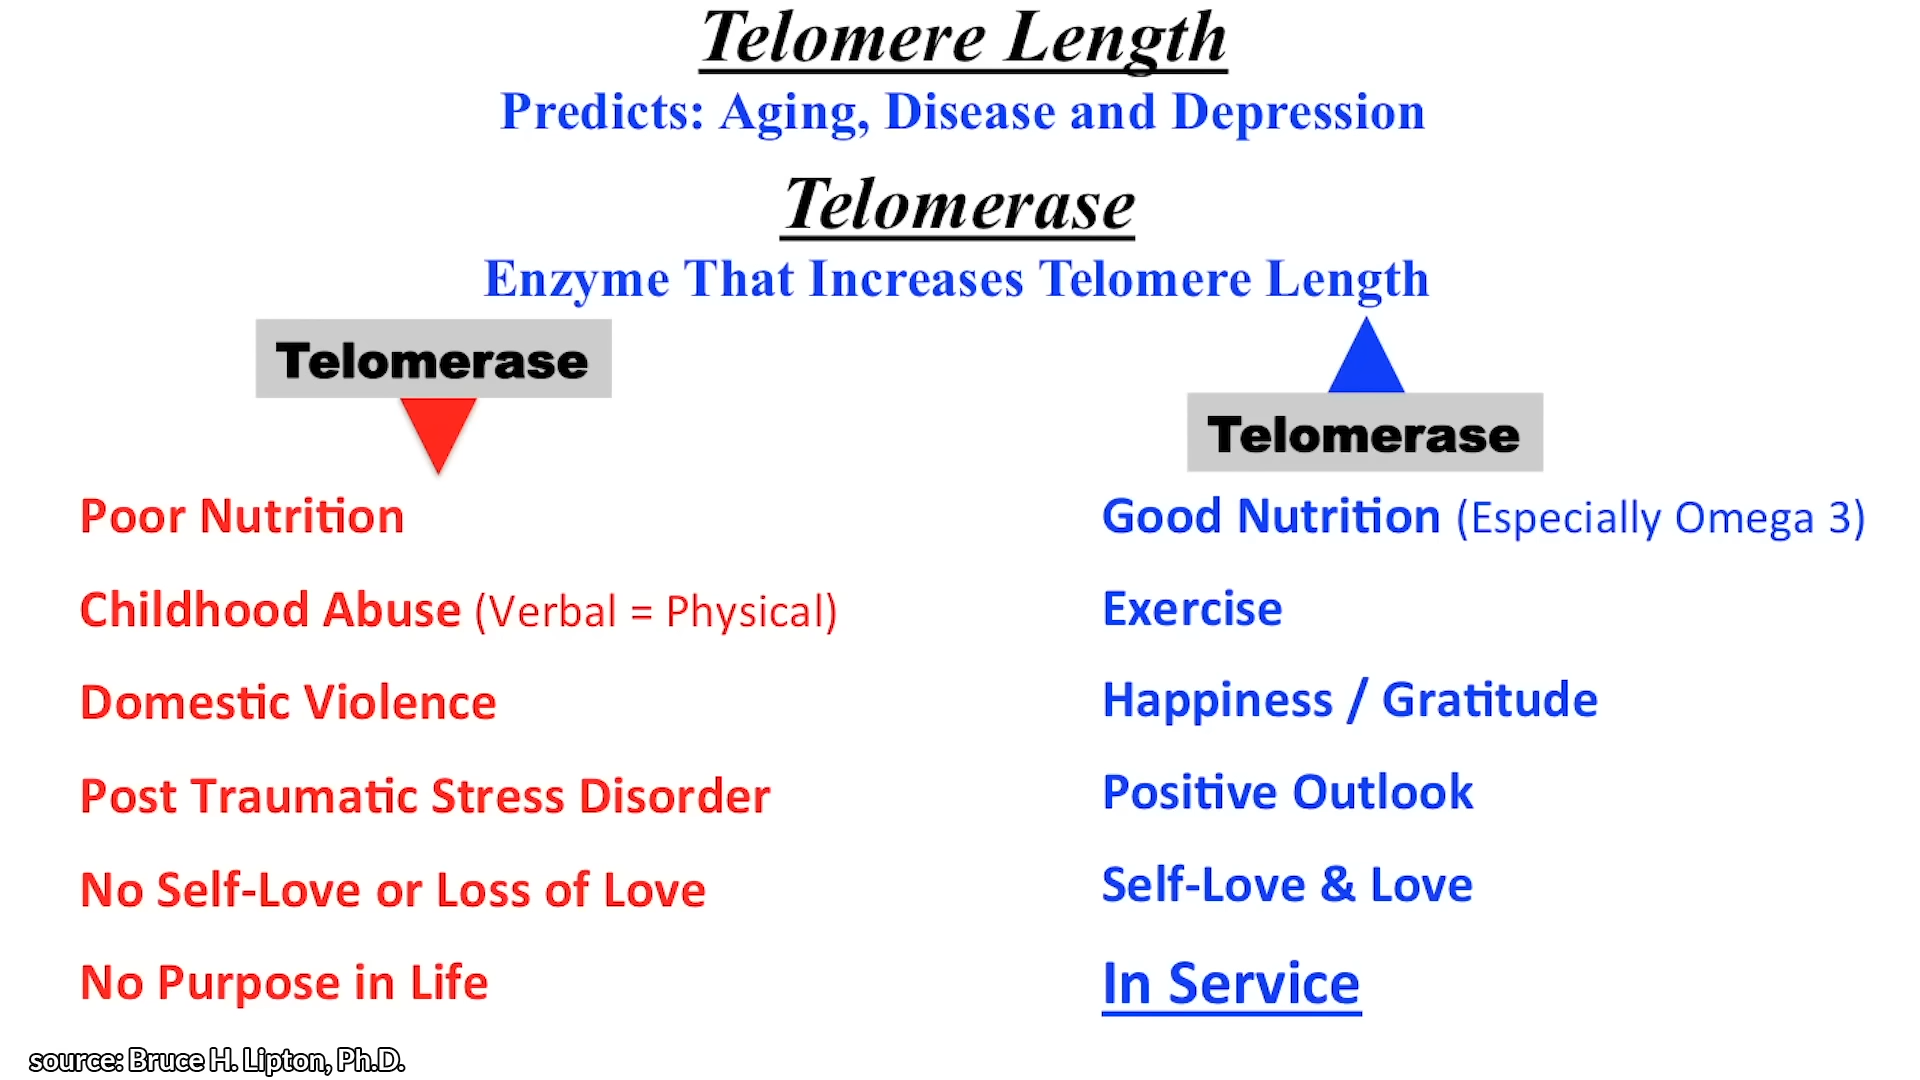 Telomere Length
Predicts: Aging, Disease and Depression
Telomerase
Enzyme That Increases Telomere Length
Telomerase
Poor Nutrition
Childhood Abuse (Verbal = Physical)
Domestic Violence
Post Traumatic Stress Disorder
No Self-Love or Loss of Love
No Purpose in Life
Telomerase
Good Nutrition (Especially Omega 3)
Exercise
Happiness / Gratitude
Positive Outlook
Self-Love & Love
In Service
source: Bruce H. Lipton, Ph.D.